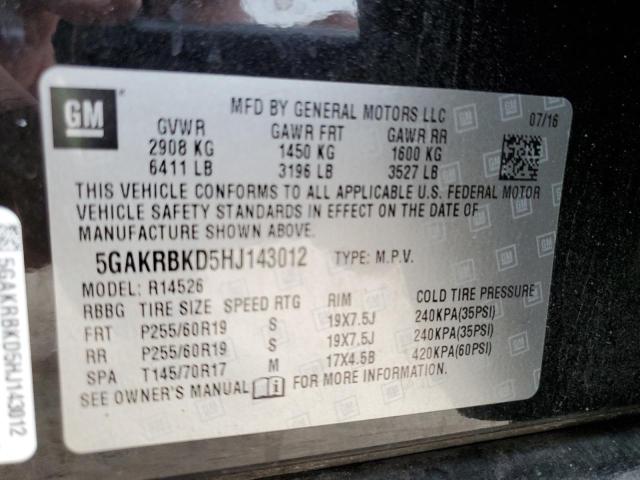 GM
MFD BY GENERAL MOTORS LLC
07/16
GVWR GAWR FRT GAWR RR
2908 KG 1450 KG 1600 KG
6411 LB 3196 LB 3527 LB
THIS VEHICLE CONFORMS TO ALL APPLICABLE U.S. FEDERAL MOTOR
VEHICLE SAFETY STANDARDS IN EFFECT ON THE DATE OF
MANUFACTURE SHOWN ABOVE.
5GAKRBKD5HJ143012 TYPE: M.P.V.
MODEL: R14526
RBBG TIRE SIZE SPEED RTG RIM COLD TIRE PRESSURE
FRT P255/60R19 S 19X7.5J 240KPA(35PSI)
RR P255/60R19 S 19X7.5J 240KPA(35PSI)
SPA T145/70R17 M 17X4.5B 420KPA(60PSI)
SEE OWNER'S MANUAL FOR MORE INFORMATION.
5GAKRBKD5HJ143012